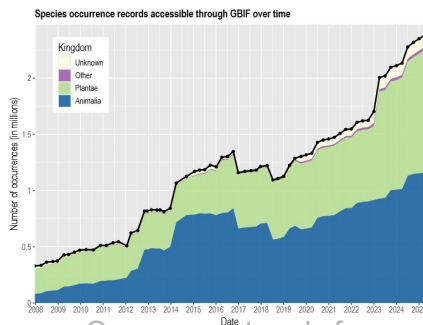 Species occurrence records accessible through GBIF over time
Kingdom
Unknown
Other
Plantae
Animalia
Number of occurrences (in millions)
2
1.5
1
0.5
0
2008 2009 2010 2011 2012 2013 2014 2015 2016 2017 2018 2019 2020 2021 2022 2023 2024 2025
Date